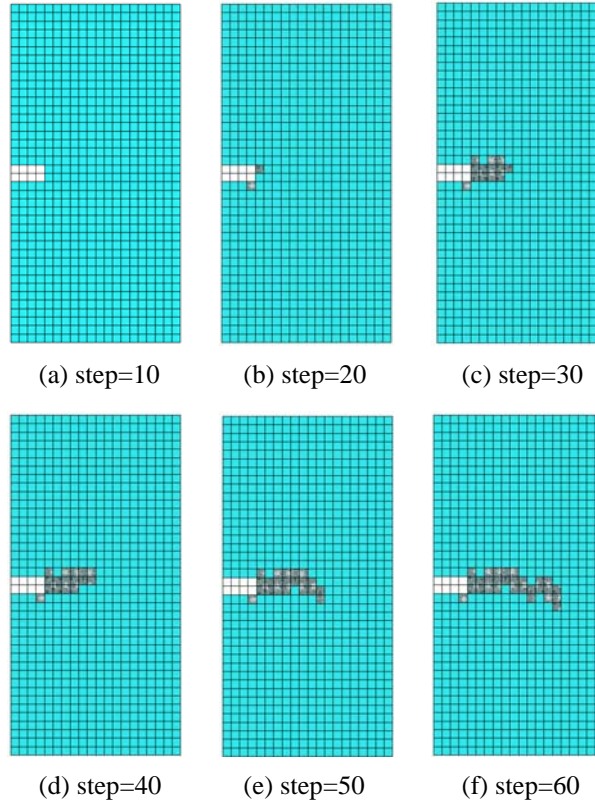 (a) step=10
(b) step=20
(c) step=30
(d) step=40
(e) step=50
(f) step=60